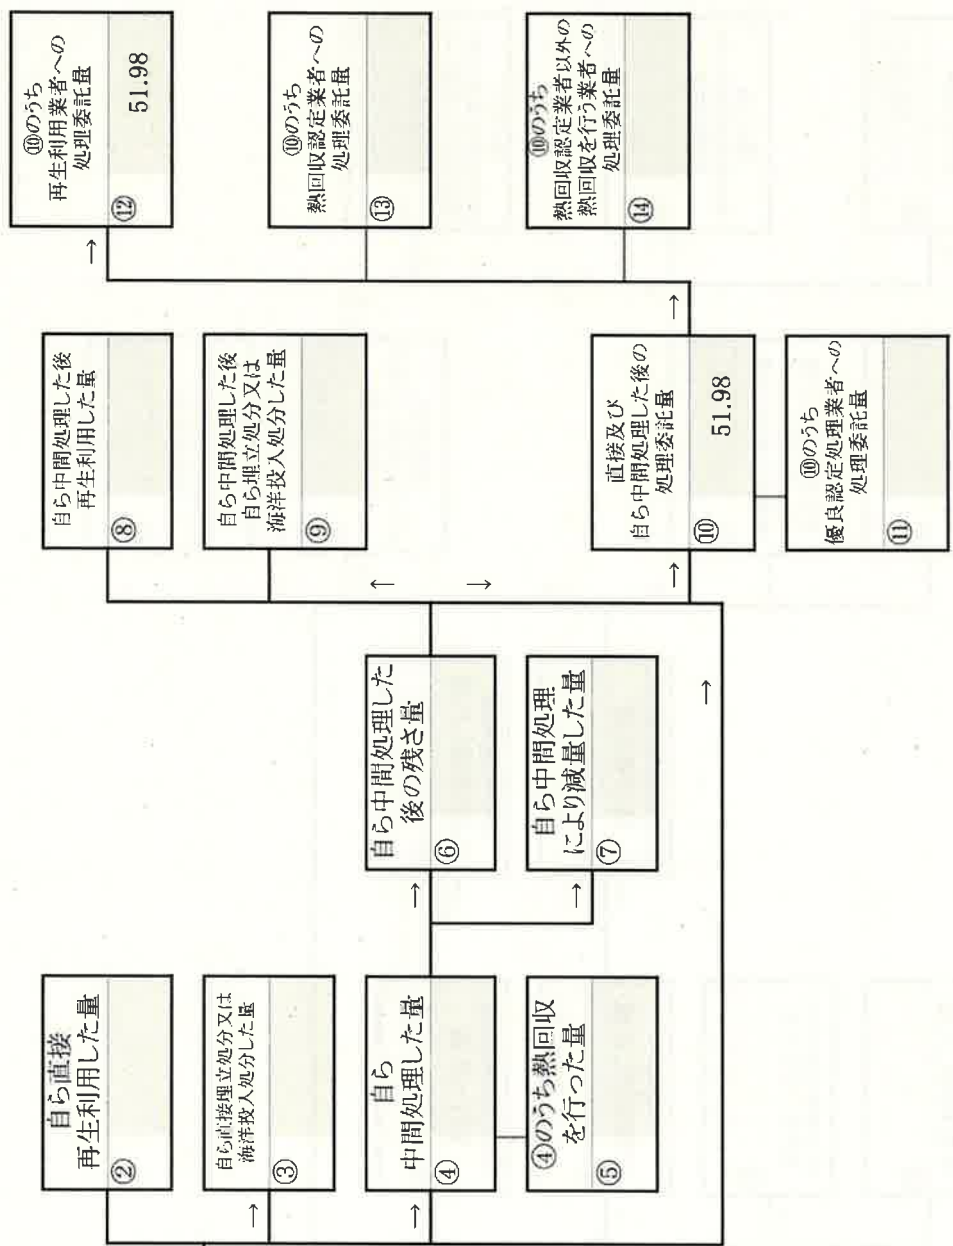 自ら直接
再生利用した量
②
自ら直接埋立処分又は
海洋投入処分した量
→
③
自ら
中間処理した量
→
④
④のうち熱回収
を行った量
⑤
自ら中間処理した
後の残さ量
→
⑥
自ら中間処理
により減量した量
→
⑦
→
自ら中間処理した後
再生利用した量
⑧
自ら中間処理した後
自ら埋立処分又は
海洋投入処分した量
⑨
↑
↓
直接及び
自ら中間処理した後の
処理委託量
→
⑩
51.98
⑩のうち
優良認定処理業者への
処理委託量
⑪
→
⑩のうち
再生利用業者への
処理委託量
→
⑫
51.98
⑩のうち
熱回収認定業者への
処理委託量
⑬
⑩のうち
熱回収認定業者以外の
熱回収を行う業者への
処理委託量
⑭